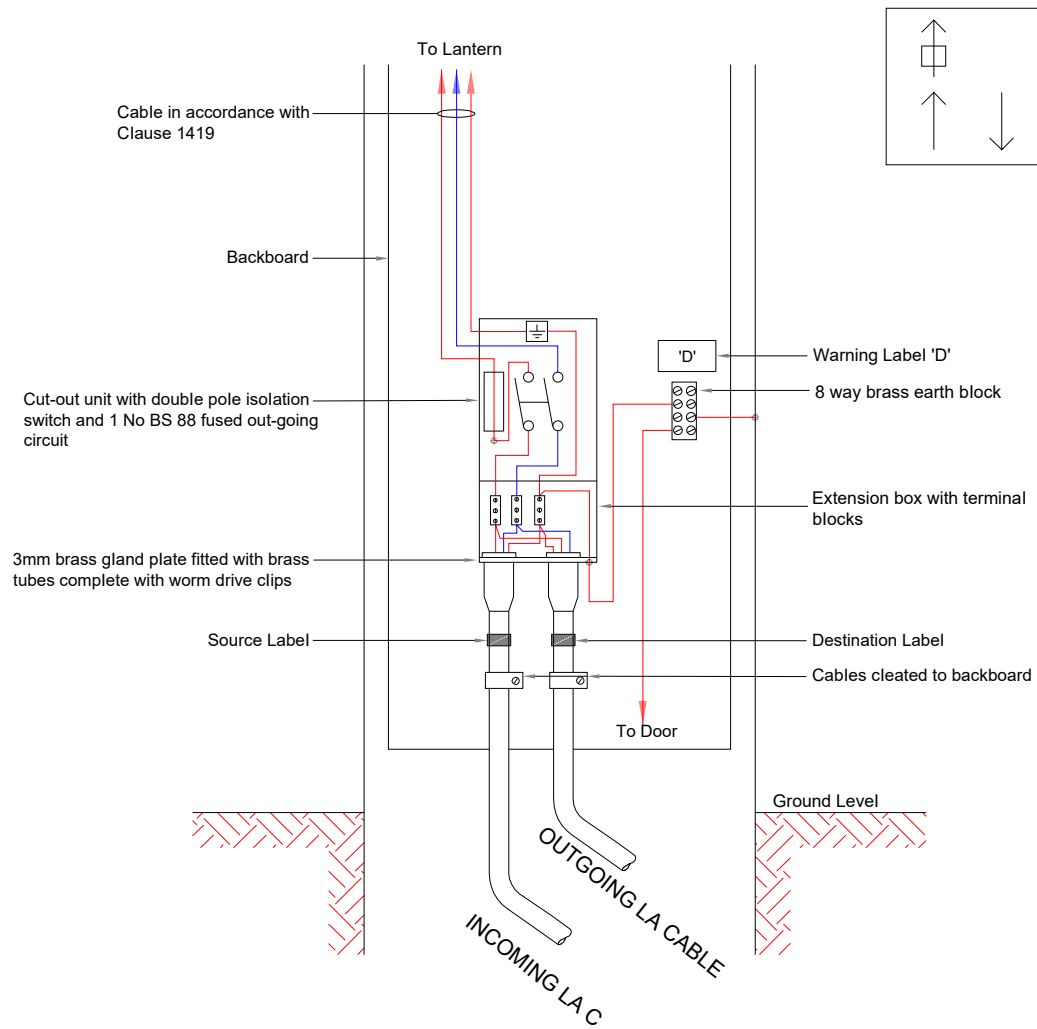 To Lantern
Cable in accordance with
Clause 1419
Backboard
'D'
Warning Label 'D'
8 way brass earth block
Cut-out unit with double pole isolation
switch and 1 No BS 88 fused out-going
circuit
Extension box with terminal
blocks
3mm brass gland plate fitted with brass
tubes complete with worm drive clips
Source Label
Destination Label
Cables cleated to backboard
To Door
Ground Level
OUTGOING LA CABLE
INCOMING LA C